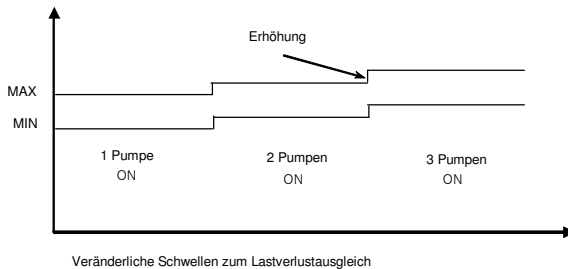 Erhöhung
MAX
MIN
1 Pumpe
ON
2 Pumpen
ON
3 Pumpen
ON
Veränderliche Schwellen zum Lastverlustausgleich